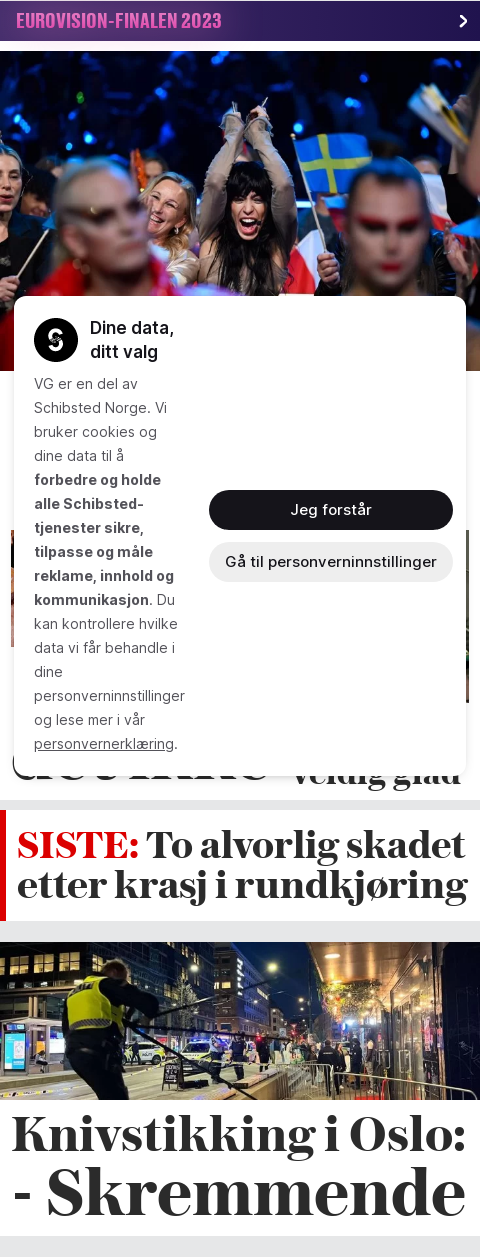 EUROVISION-FINALEN 2023
Dine data,
ditt valg
VG er en del av
Schibsted Norge. Vi
bruker cookies og
dine data til å
forbedre og holde
alle Schibsted-
tjenester sikre,
tilpasse og måle
reklame, innhold og
kommunikasjon. Du
kan kontrollere hvilke
data vi får behandle i
dine
personverninnstillinger
og lese mer i vår
personvernerklæring.
Jeg forstår
Gå til personverninnstillinger
veldig glad
SISTE: To alvorlig skadet
etter krasj i rundkjøring
Knivstikking i Oslo:
- Skremmende